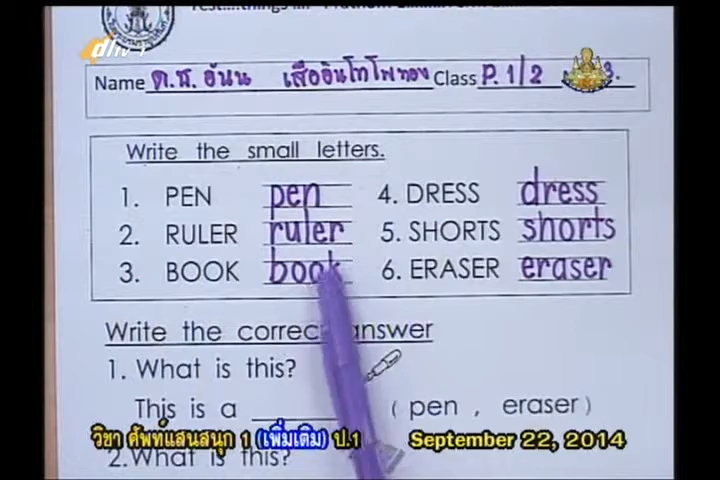 Name ด.ช. อันน เสืออินโทโพทอง Class P. 1/2 3.
Write the small letters.
1. PEN pen 4. DRESS dress
2. RULER ruler 5. SHORTS shorts
3. BOOK book 6. ERASER eraser
Write the correct answer
1. What is this?
This is a ________ ( pen , eraser )
วิชา ศัพท์แสนสนุก 1 (เพิ่มเติม) ป.1 September 22, 2014
2. What is this?